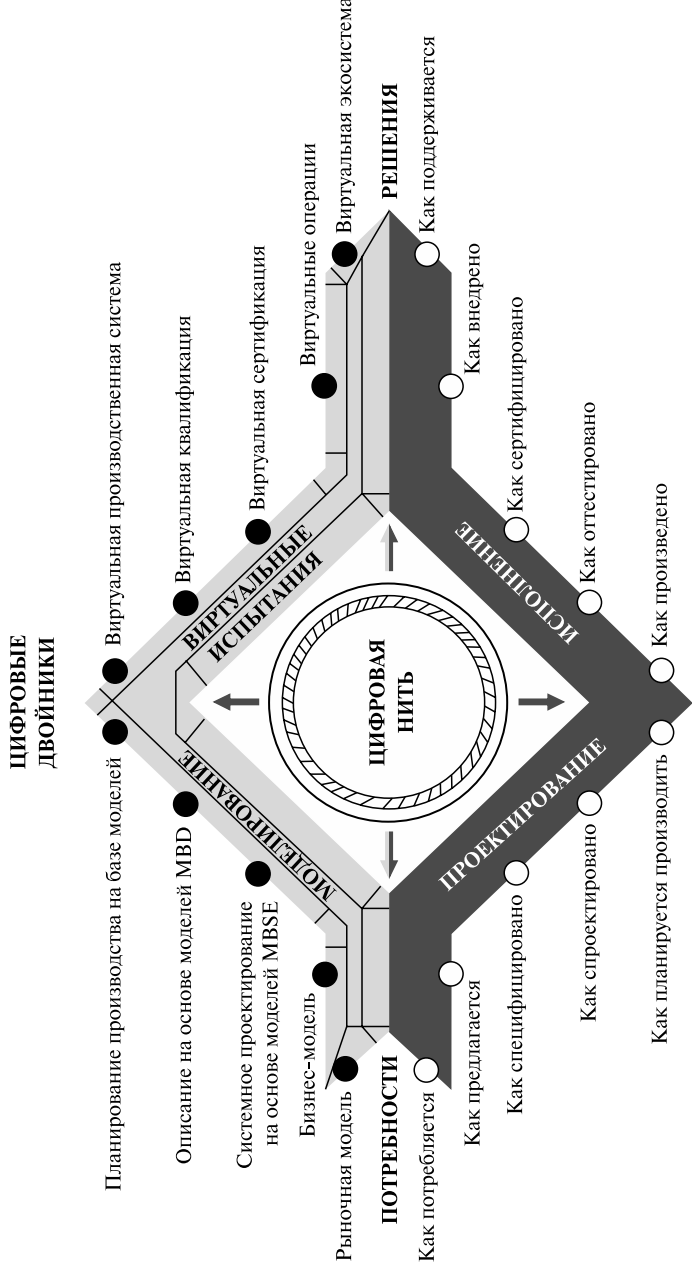 ЦИФРОВЫЕ
ДВОЙНИКИ
Планирование производства на базе моделей
Виртуальная производственная система
Описание на основе моделей MBD
Виртуальная квалификация
Системное проектирование
на основе моделей MBSE
Виртуальная сертификация
Бизнес-модель
Виртуальные операции
Рыночная модель
Виртуальная экосистема
МОДЕЛИРОВАНИЕ
ВИРТУАЛЬНЫЕ
ИСПЫТАНИЯ
ПОТРЕБНОСТИ
ЦИФРОВАЯ
НИТЬ
РЕШЕНИЯ
ПРОЕКТИРОВАНИЕ
ИСПОЛНЕНИЕ
Как потребляется
Как поддерживается
Как предлагается
Как внедрено
Как специфицировано
Как сертифицировано
Как спроектировано
Как оттестировано
Как планируется производить
Как произведено